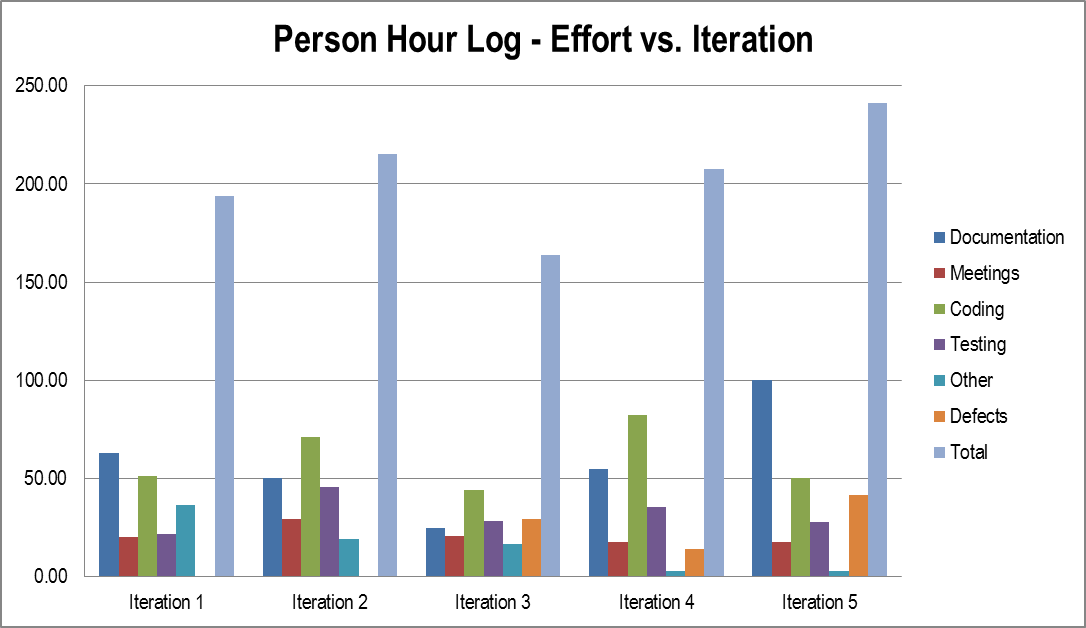 Person Hour Log - Effort vs. Iteration
250.00
200.00
150.00
100.00
50.00
0.00
Iteration 1
Iteration 2
Iteration 3
Iteration 4
Iteration 5
Documentation
Meetings
Coding
Testing
Other
Defects
Total